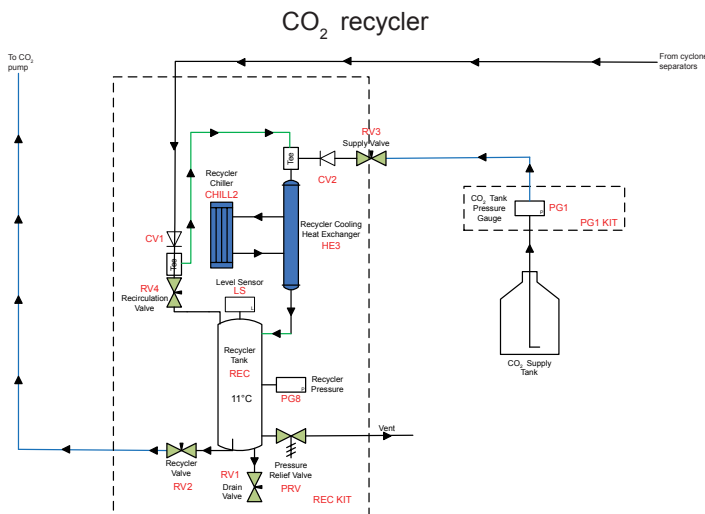 CO2 recycler
To CO2
pump
From cyclone
separators
RV3
Supply Valve
Tee
CV2
Recycler
Chiller
CHILL2
CO2 Tank
Pressure
Gauge
P
PG1
PG1 KIT
Recycler Cooling
Heat Exchanger
HE3
CV1
Tee
RV4
Recirculation
Valve
Level Sensor
LS
L
Recycler
Tank
REC
11°C
CO2 Supply
Tank
P
Recycler
Pressure
PG8
Vent
Recycler
Valve
RV2
RV1
Drain
Valve
Pressure
Relief Valve
PRV
REC KIT